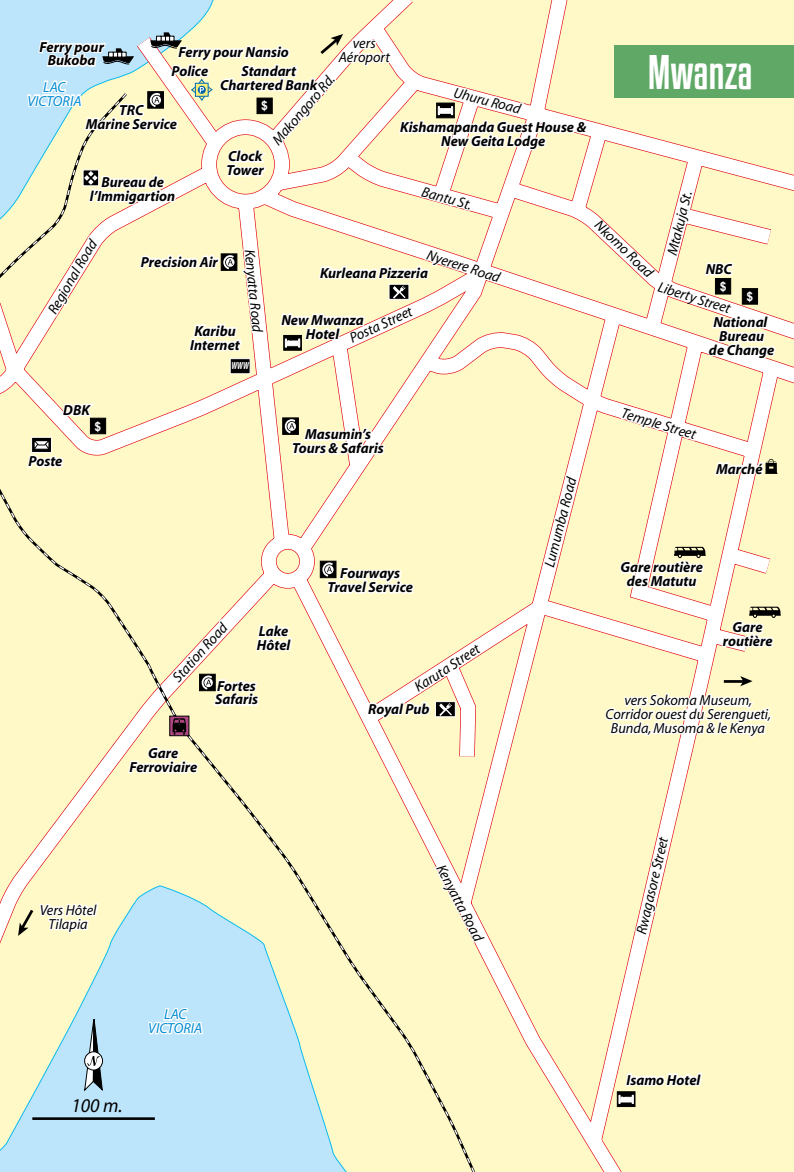 Mwanza
Ferry pour
Bukoba
Ferry pour Nansio
LAC
VICTORIA
Police
Standart
Chartered Bank
vers
Aéroport
Makongoro Rd.
TRC
Marine Service
Uhuru Road
Kishamapanda Guest House &
New Geita Lodge
Clock
Tower
Bureau de
l'Immigartion
Bantu St.
Nkomo Road
Mtakuja St.
Regional Road
Precision Air
Kenyatta Road
Nyerere Road
Kurleana Pizzeria
NBC
$
$
$
Liberty Street
National
Bureau
de Change
New Mwanza
Hotel
Posta Street
Karibu
Internet
www
DBK
$
Poste
Masumin's
Tours & Safaris
Temple Street
Marché
Lumumba Road
Gare routière
des Matutu
Fourways
Travel Service
Gare
routière
Lake
Hôtel
Station Road
Karuta Street
Fortes
Safaris
Royal Pub
vers Sokoma Museum,
Corridor ouest du Serengueti,
Bunda, Musoma & le Kenya
Gare
Ferroviaire
Kenyatta Road
Rwagasore Street
Vers Hôtel
Tilapia
LAC
VICTORIA
N
100 m.
Isamo Hotel